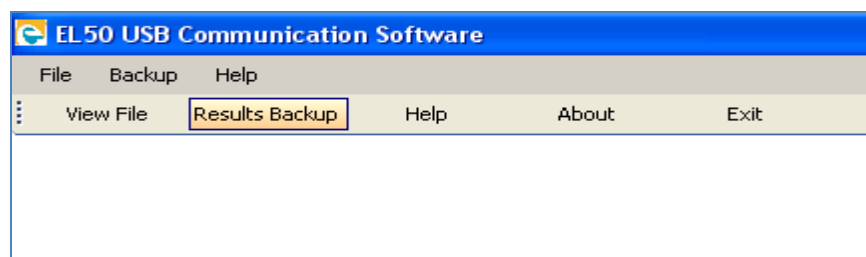 EL50 USB Communication Software
File Backup Help
View File Results Backup Help About Exit